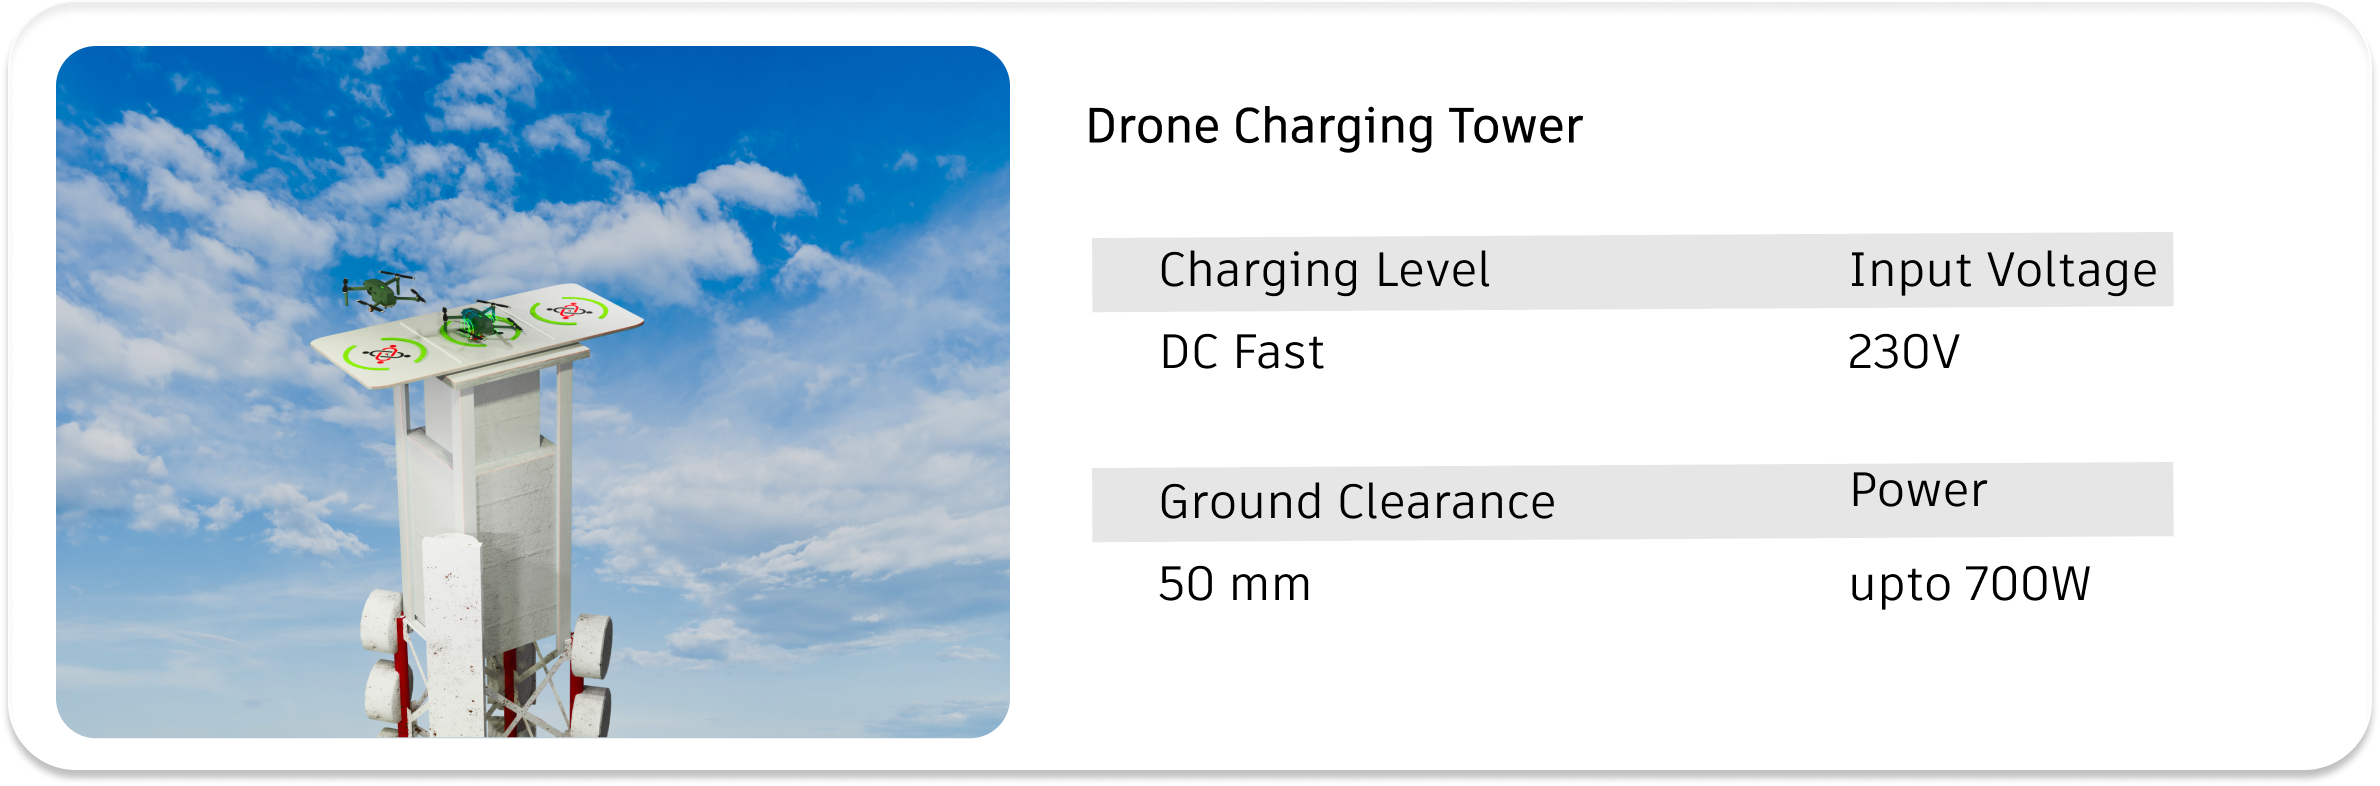 Drone Charging Tower
Charging Level Input Voltage
DC Fast 230V
Ground Clearance Power
50 mm upto 700W